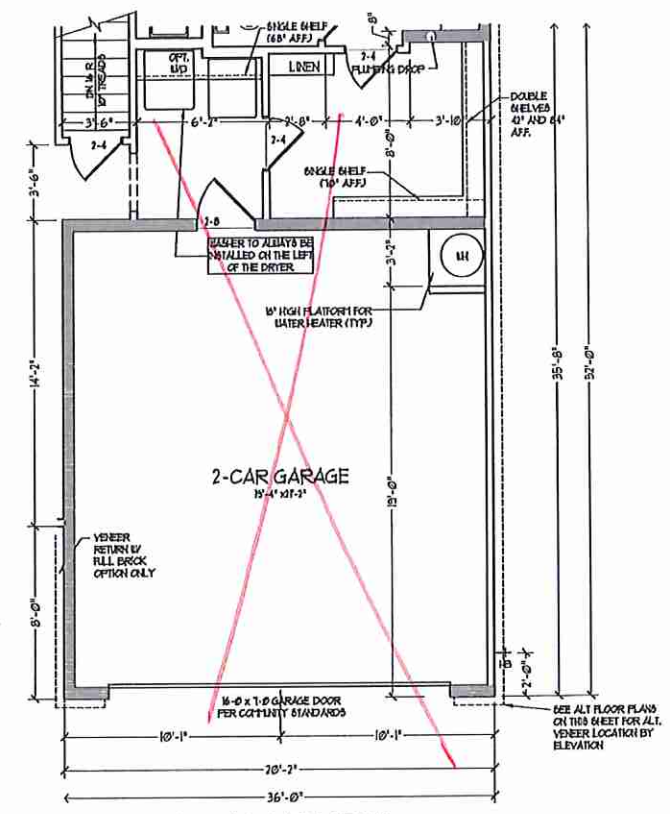 SINGLE SHELF
(68" AFF.)
8"
OPT.
W/D
LINEN
2-4
PLUMBING DROP
DN 16 R
10" TREADS
3'-6"
6'-2"
2'-8"
4'-0"
3'-10"
DOUBLE
SHELVES
42" AND 84"
AFF.
2-4
2-4
8'-0"
3'-6"
SINGLE SHELF
(70" AFF.)
2-8
WASHER TO ALWAYS BE
INSTALLED ON THE LEFT
OF THE DRYER
3'-2"
WH
18" HIGH PLATFORM FOR
WATER HEATER (TYP.)
14'-2"
35'-8"
52'-0"
2-CAR GARAGE
19'-0"
VENEER
RETURN W/
FULL BRICK
OPTION ONLY
8'-0"
2'-0"
16-0 x 7-0 GARAGE DOOR
PER COMMUNITY STANDARDS
SEE ALT FLOOR PLANS
ON THIS SHEET FOR ALT.
VENEER LOCATION BY
ELEVATION
10'-1"
10'-1"
20'-2"
36'-0"